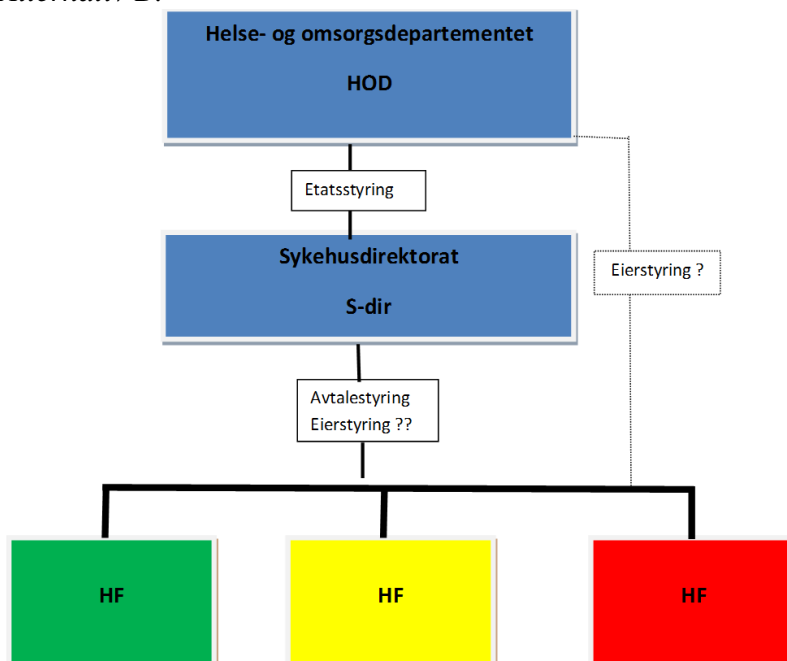 Helse- og omsorgsdepartementet
HOD
Etatsstyring
Sykehusdirektorat
S-dir
Eierstyring ?
Avtalestyring
Eierstyring ??
HF
HF
HF